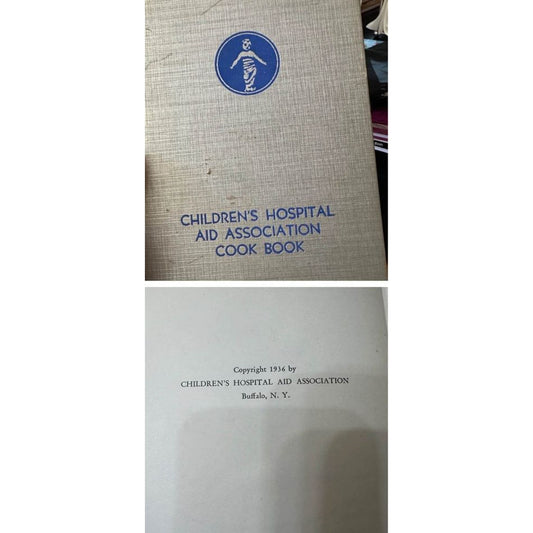 CHILDREN'S HOSPITAL
AID ASSOCIATION
COOK BOOK
Copyright 1936 by
CHILDREN'S HOSPITAL AID ASSOCIATION
Buffalo, N. Y.